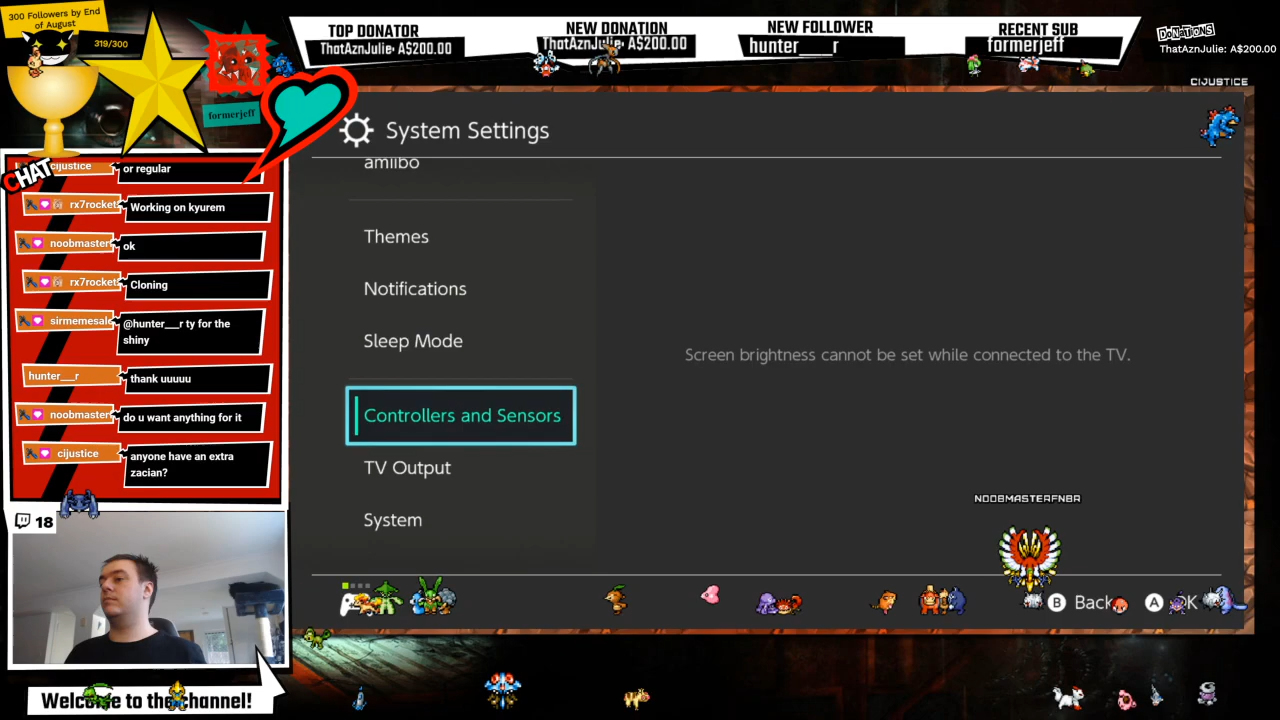 300 Followers by End
of August
319/300
TOP DONATOR
ThatAznJulie: A$200.00
NEW DONATION
ThatAznJulie: A$200.00
NEW FOLLOWER
hunter___r
RECENT SUB
formerjeff
DONATIONS
ThatAznJulie: A$200.00
CIJUSTICE
formerjeff
CHAT
cijustice
or regular
rx7rocket
Working on kyurem
noobmaster
ok
rx7rocket
Cloning
sirmemesalo
@hunter___r ty for the
shiny
hunter___r
thank uuuuu
noobmaster
do u want anything for it
cijustice
anyone have an extra
zacian?
18
Welcome to the channel!
System Settings
amiibo
Themes
Notifications
Sleep Mode
Controllers and Sensors
TV Output
System
Screen brightness cannot be set while connected to the TV.
NOOBMASTERFNBR
B Back
A OK